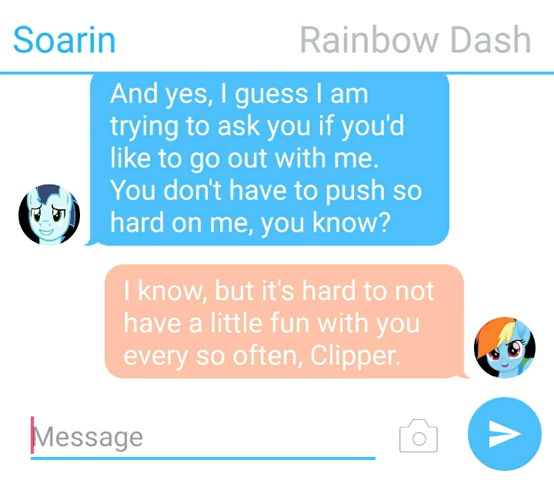 Soarin
Rainbow Dash
And yes, I guess I am
trying to ask you if you'd
like to go out with me.
You don't have to push so
hard on me, you know?
I know, but it's hard to not
have a little fun with you
every so often, Clipper.
Message